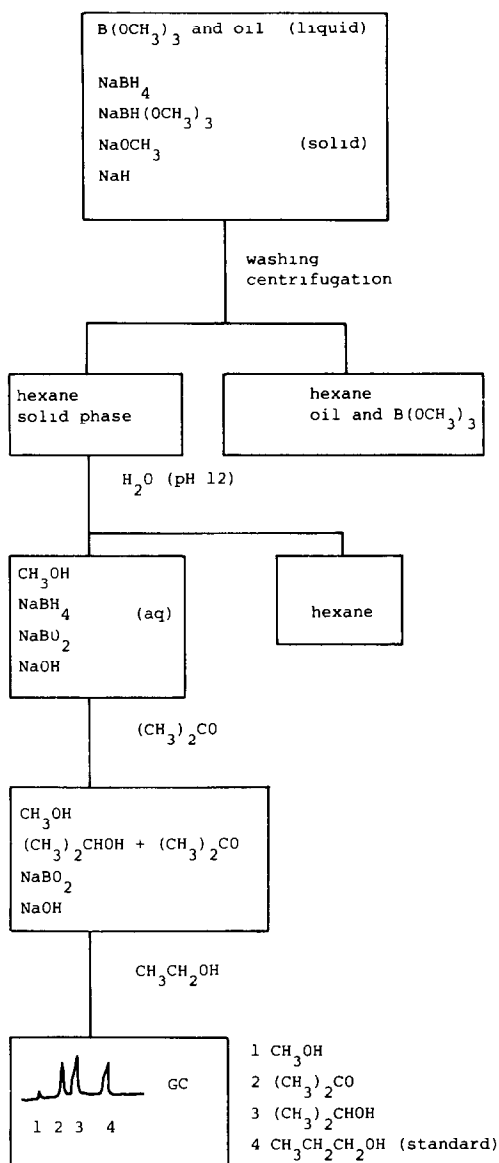 B(OCH3)3 and oil (liquid)
NaBH4
NaBH(OCH3)3
NaOCH3 (solid)
NaH
washing
centrifugation
hexane
solid phase
hexane
oil and B(OCH3)3
H2O (pH 12)
CH3OH
NaBH4 (aq)
NaBO2
NaOH
hexane
(CH3)2CO
CH3OH
(CH3)2CHOH + (CH3)2CO
NaBO2
NaOH
CH3CH2OH
GC
1 2 3 4
1 CH3OH
2 (CH3)2CO
3 (CH3)2CHOH
4 CH3CH2CH2OH (standard)